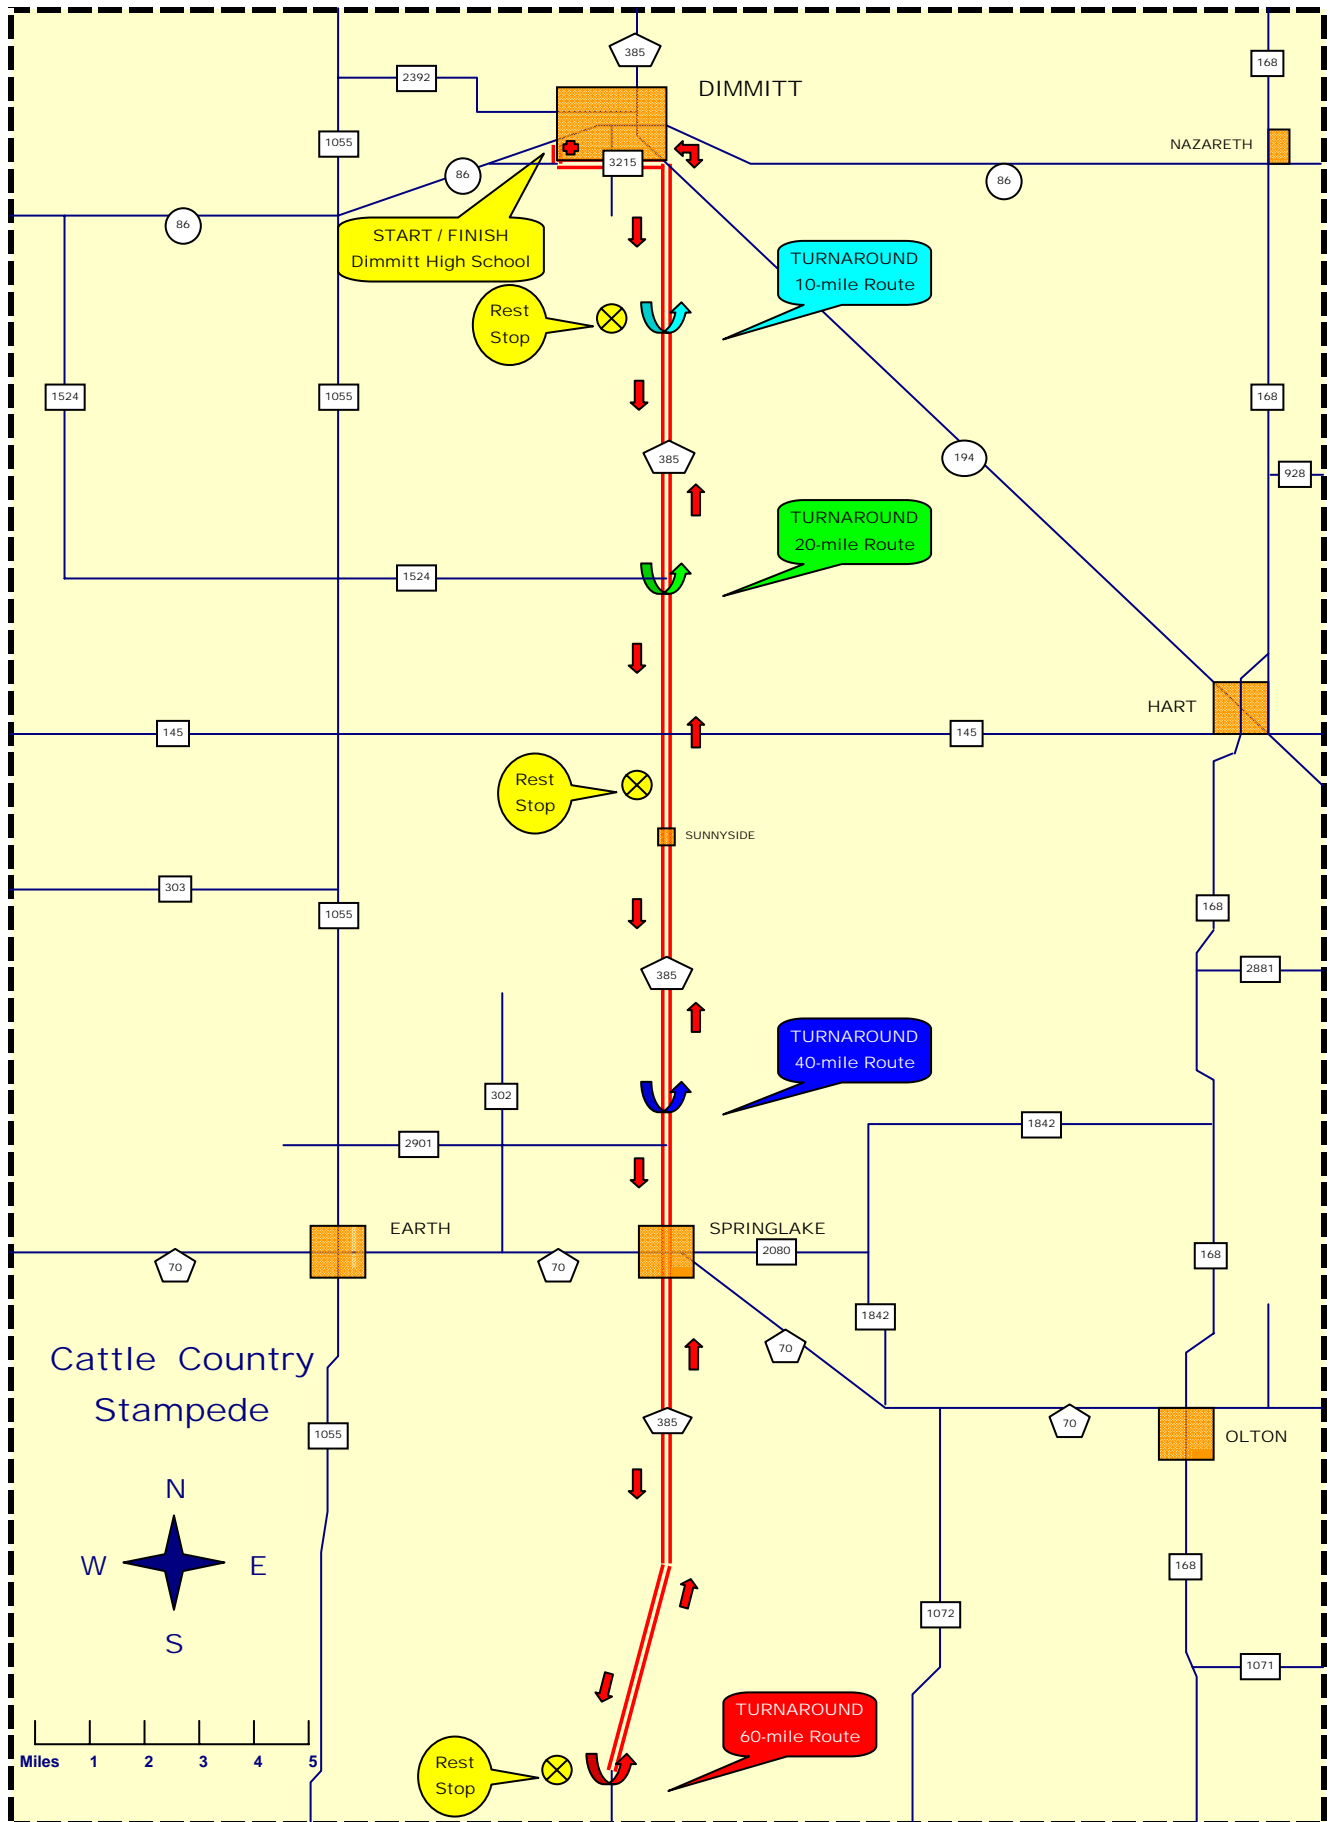 385
168
2392
DIMMITT
1055
NAZARETH
3215
86
86
86
START / FINISH
Dimmitt High School
TURNAROUND
10-mile Route
Rest
Stop
1524
1055
168
385
194
928
TURNAROUND
20-mile Route
1524
HART
145
145
Rest
Stop
SUNNYSIDE
303
1055
168
385
2881
TURNAROUND
40-mile Route
302
1842
2901
EARTH
SPRINGLAKE
2080
168
70
70
1842
70
Cattle Country
Stampede
385
70
1055
OLTON
N
W
E
S
168
1072
1071
TURNAROUND
60-mile Route
Miles 1 2 3 4 5
Rest
Stop